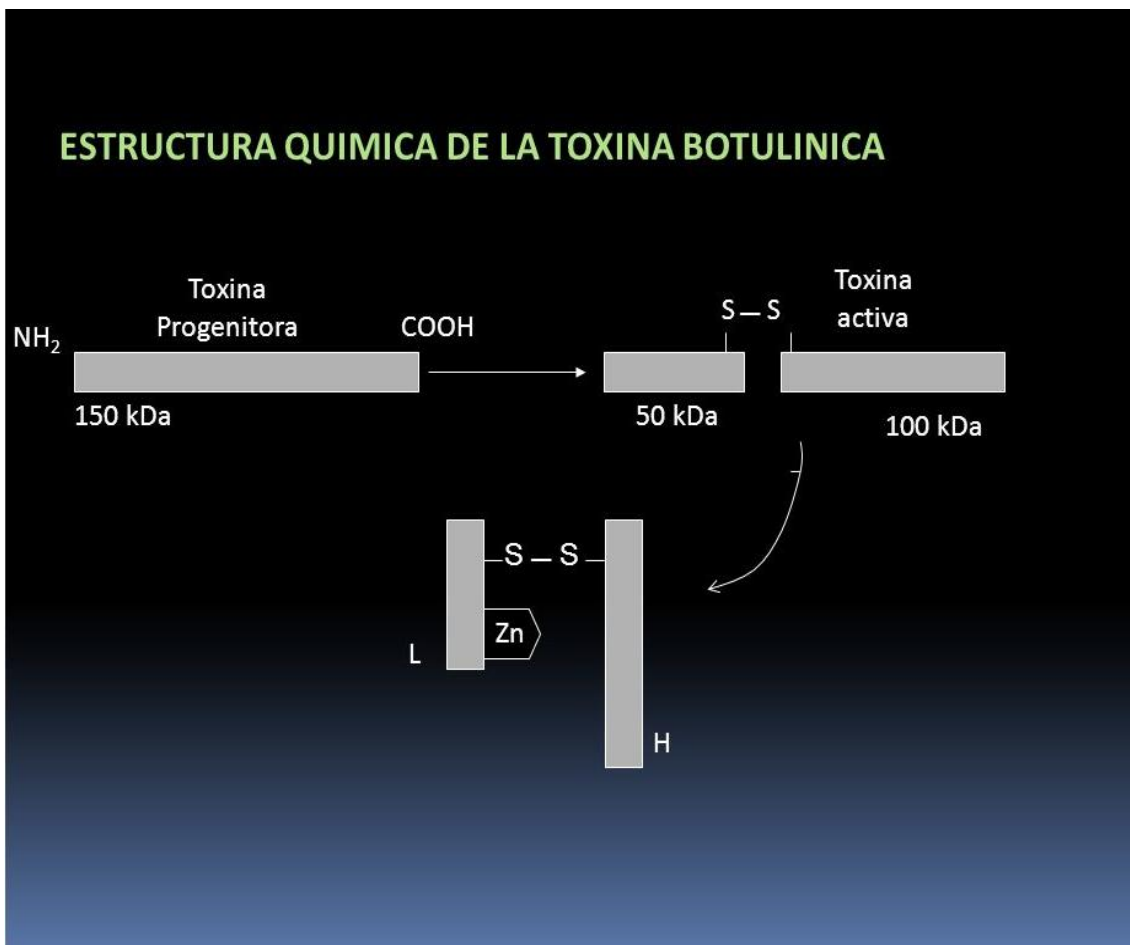 ESTRUCTURA QUIMICA DE LA TOXINA BOTULINICA
Toxina
Progenitora
NH₂
COOH
150 kDa
S – S
Toxina
activa
50 kDa
100 kDa
S – S
Zn
L
H